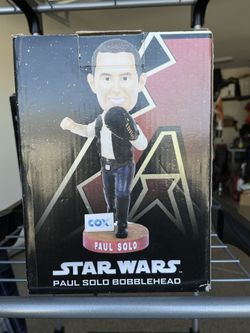 COX
PAUL SOLO
STAR WARS
PAUL SOLO BOBBLEHEAD